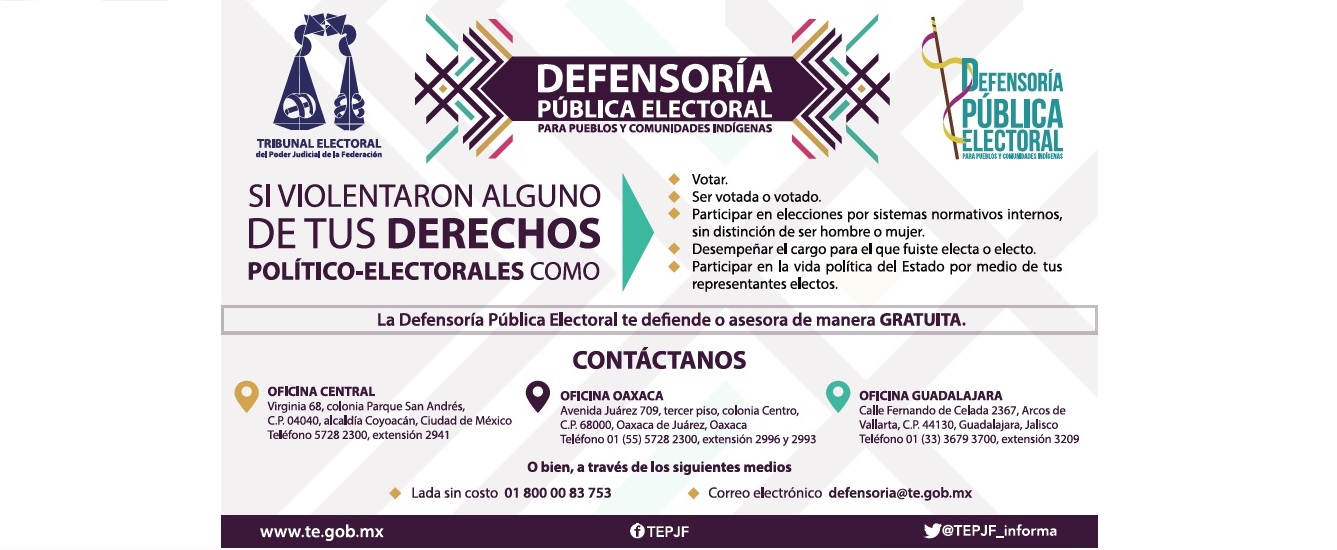 TRIBUNAL ELECTORAL
del Poder Judicial de la Federación
DEFENSORÍA
PÚBLICA ELECTORAL
PARA PUEBLOS Y COMUNIDADES INDÍGENAS
DEFENSORÍA
PÚBLICA
ELECTORAL
PARA PUEBLOS Y COMUNIDADES INDÍGENAS
SI VIOLENTARON ALGUNO
DE TUS DERECHOS
POLÍTICO-ELECTORALES COMO
Votar.
Ser votada o votado.
Participar en elecciones por sistemas normativos internos,
sin distinción de ser hombre o mujer.
Desempeñar el cargo para el que fuiste electa o electo.
Participar en la vida política del Estado por medio de tus
representantes electos.
La Defensoría Pública Electoral te defiende o asesora de manera GRATUITA.
CONTÁCTANOS
OFICINA CENTRAL
Virginia 68, colonia Parque San Andrés,
C.P. 04040, alcaldía Coyoacán, Ciudad de México
Teléfono 5728 2300, extensión 2941
OFICINA OAXACA
Avenida Juárez 709, tercer piso, colonia Centro,
C.P. 68000, Oaxaca de Juárez, Oaxaca
Teléfono 01 (55) 5728 2300, extensión 2996 y 2993
OFICINA GUADALAJARA
Calle Fernando de Celada 2367, Arcos de
Vallarta, C.P. 44130, Guadalajara, Jalisco
Teléfono 01 (33) 3679 3700, extensión 3209
O bien, a través de los siguientes medios
Lada sin costo 01 800 00 83 753
Correo electrónico defensoria@te.gob.mx
www.te.gob.mx
TEPJF
@TEPJF_informa